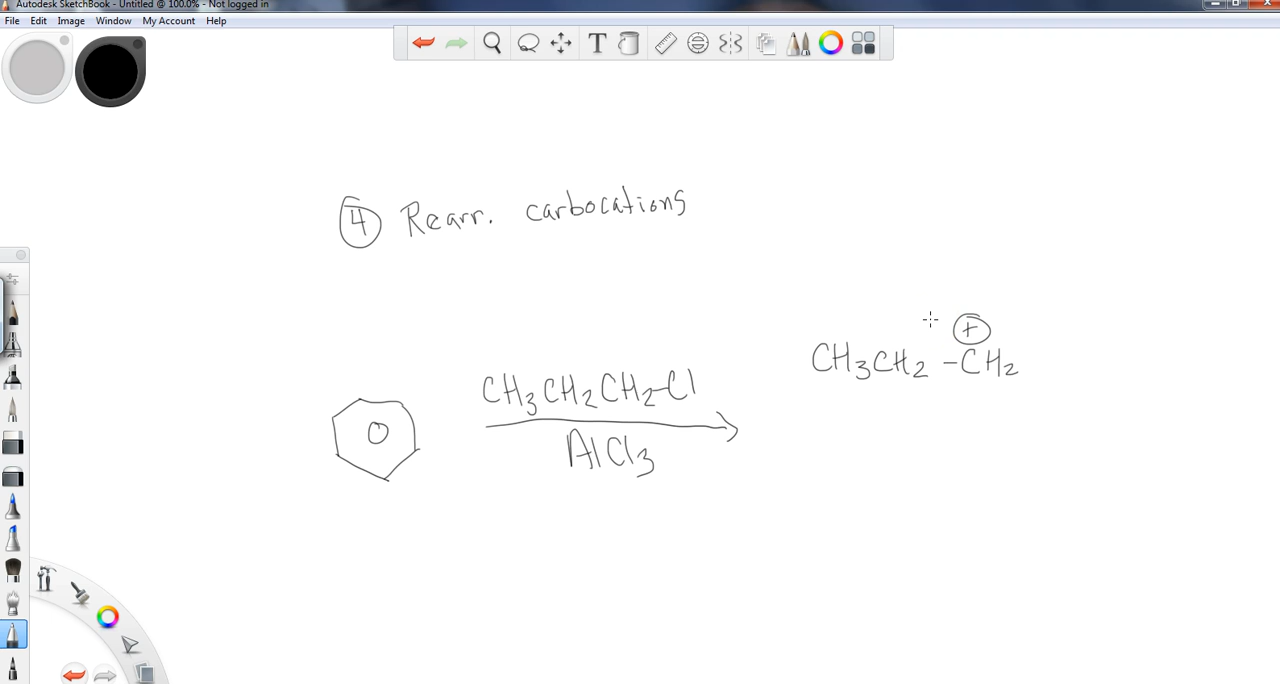 Autodesk SketchBook - Untitled @ 100.0% - Not logged in
File Edit Image Window My Account Help
④ Rearr. carbocations
⊕
CH₃CH₂ -CH₂
CH₃CH₂CH₂-Cl
AlCl₃